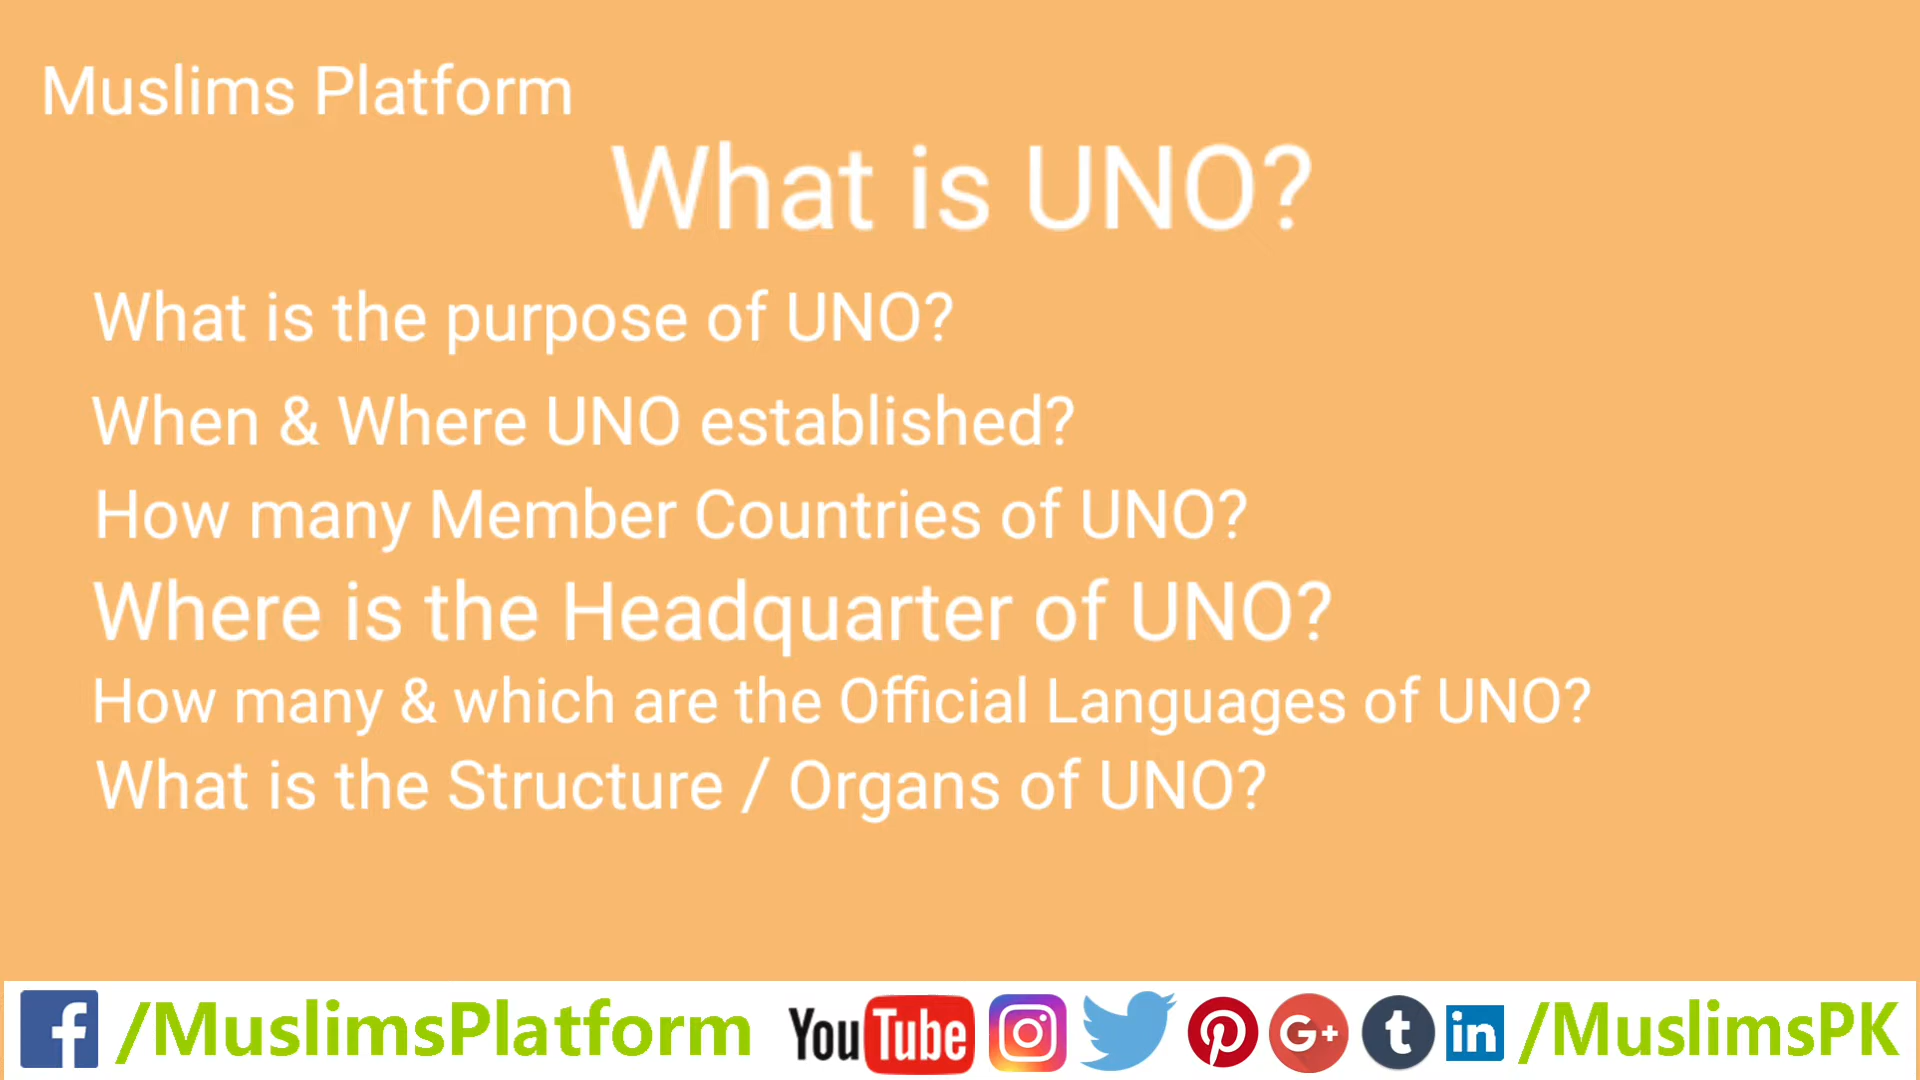 Muslims Platform
What is UNO?
What is the purpose of UNO?
When & Where UNO established?
How many Member Countries of UNO?
Where is the Headquarter of UNO?
How many & which are the Official Languages of UNO?
What is the Structure / Organs of UNO?
f /MuslimsPlatform YouTube G+ t in /MuslimsPK